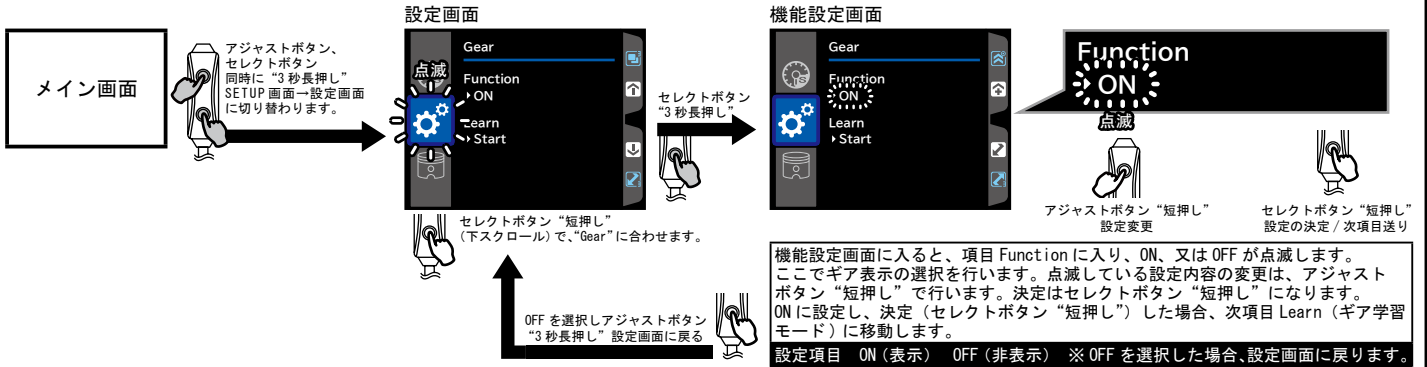 設定画面
機能設定画面
メイン画面
アジャストボタン、
セレクトボタン
同時に“3秒長押し”
SETUP画面→設定画面
に切り替わります。
点滅
Gear
Function
ON
Learn
Start
セレクトボタン
“3秒長押し”
Gear
Function
ON
Learn
Start
Function
ON
点滅
アジャストボタン“短押し”
設定変更
セレクトボタン“短押し”
設定の決定/次項目送り
セレクトボタン“短押し”
(下スクロール)で、“Gear”に合わせます。
OFFを選択しアジャストボタン
“3秒長押し”設定画面に戻る
機能設定画面に入ると、項目Functionに入り、ON、又はOFFが点滅します。
ここでギア表示の選択を行います。点滅している設定内容の変更は、アジャスト
ボタン“短押し”で行います。決定はセレクトボタン“短押し”になります。
ONに設定し、決定（セレクトボタン“短押し”）した場合、次項目Learn（ギア学習
モード）に移動します。
設定項目　ON(表示)　OFF(非表示)　※OFFを選択した場合、設定画面に戻ります。